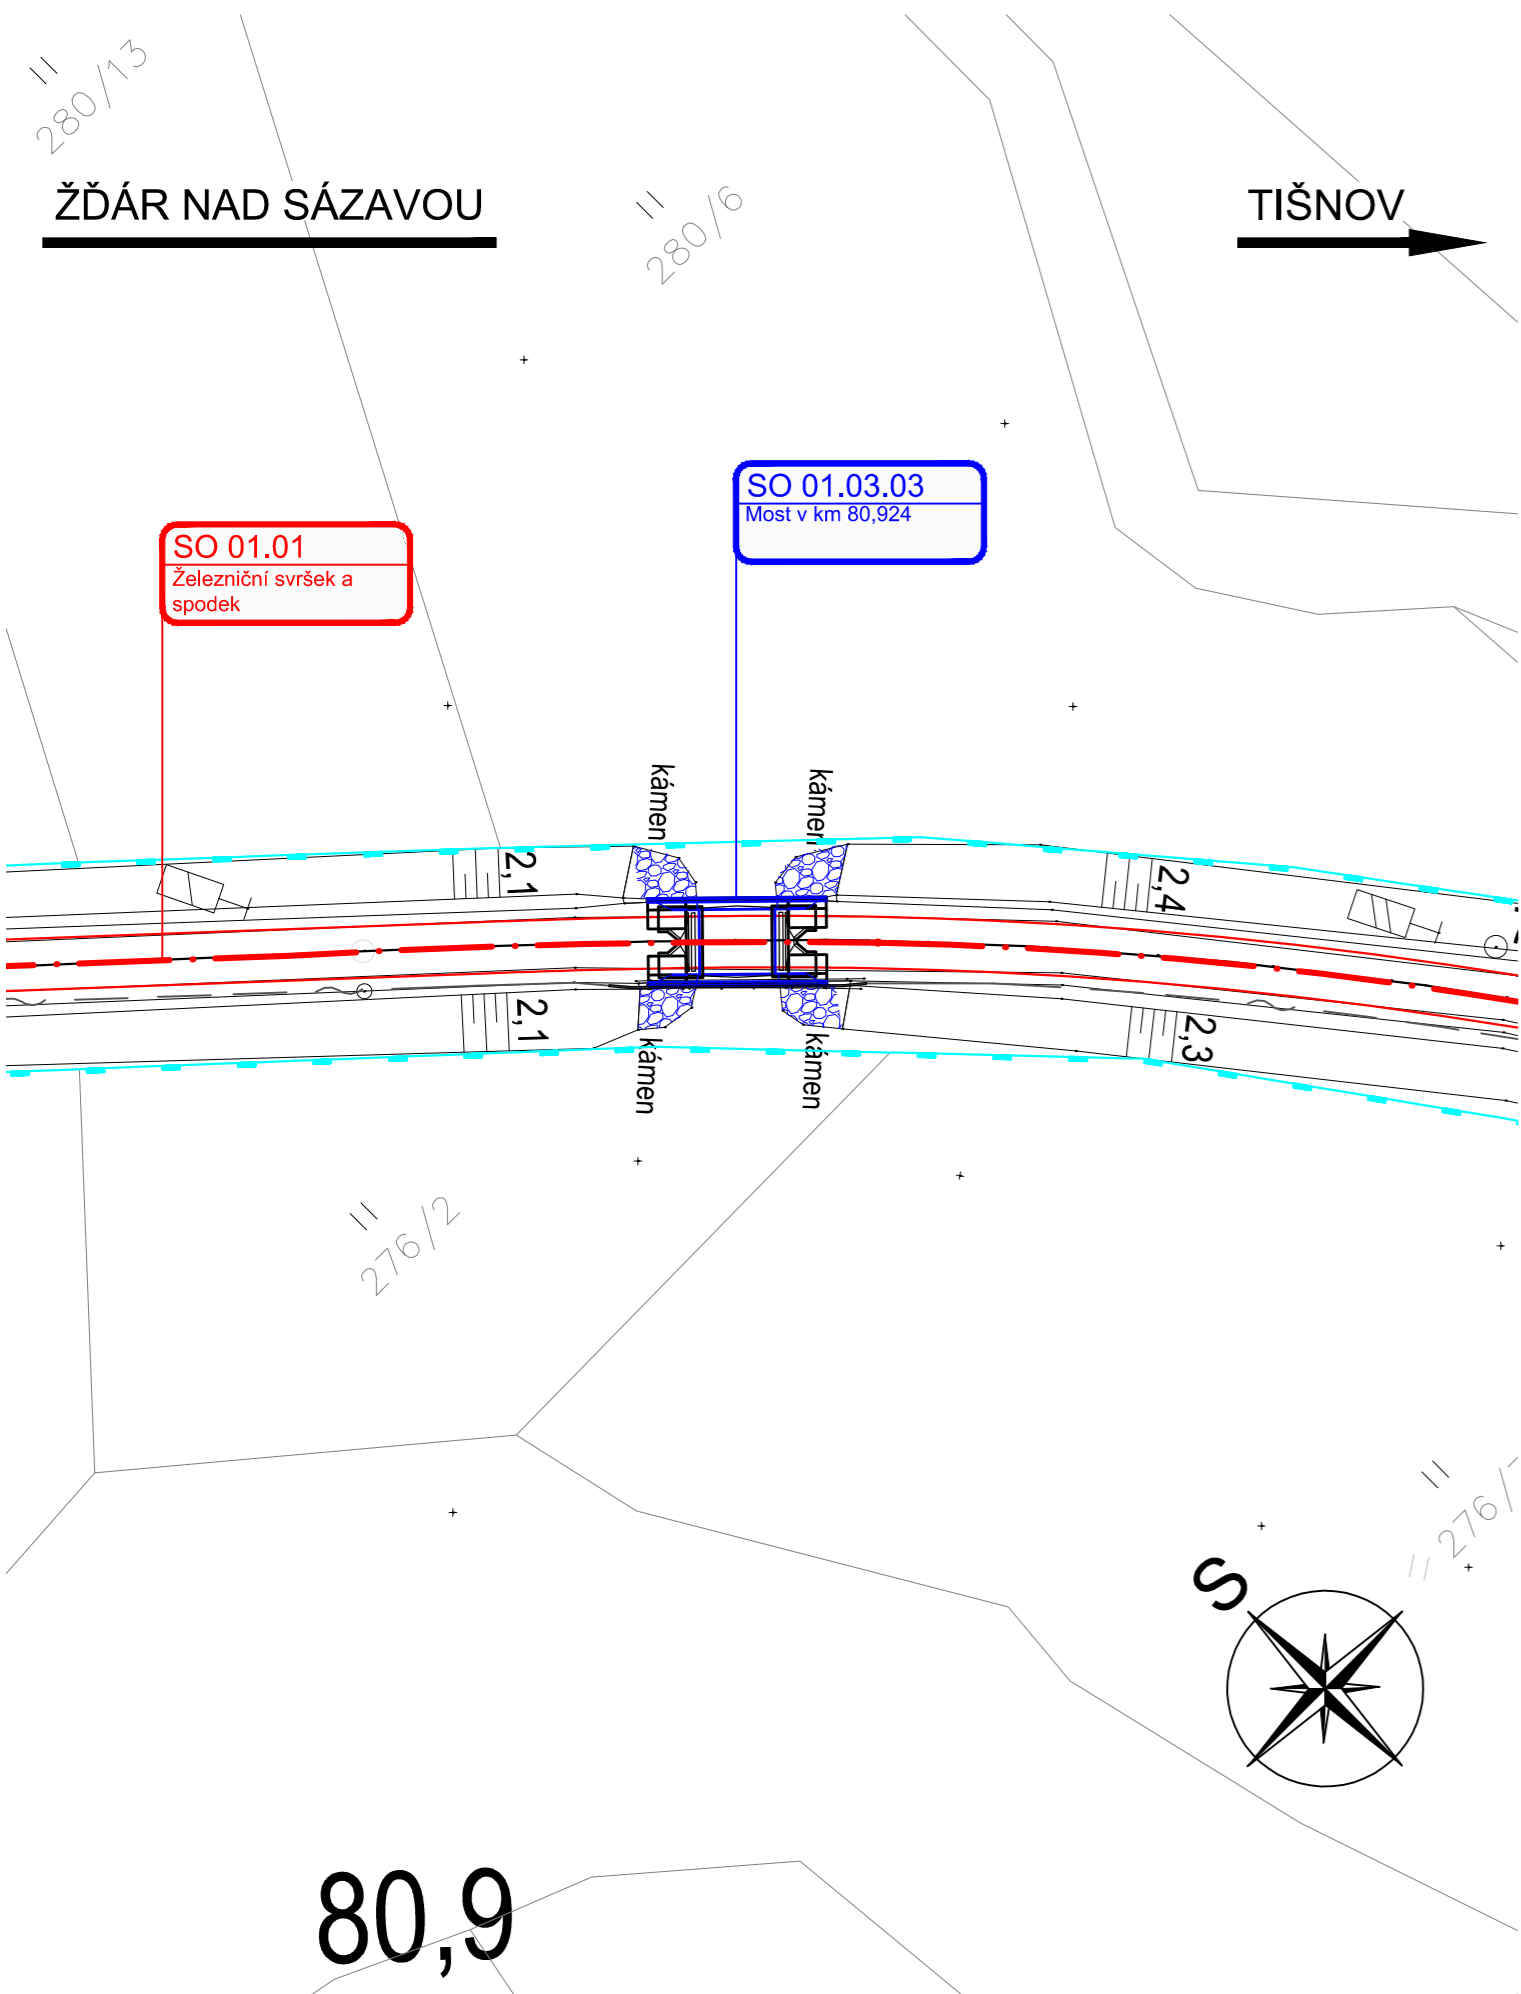 280/13
ŽĎÁR NAD SÁZAVOU
280/6
TIŠNOV
SO 01.03.03
Most v km 80,924
SO 01.01
Železniční svršek a
spodek
kámen
kámen
2,1
2,4
2,1
2,3
kámen
kámen
276/2
276/
S
80,9